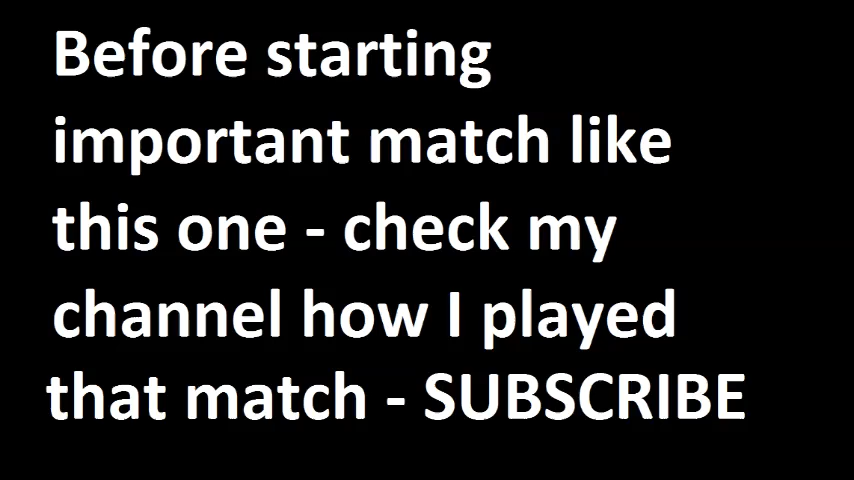 Before starting
important match like
this one - check my
channel how I played
that match - SUBSCRIBE